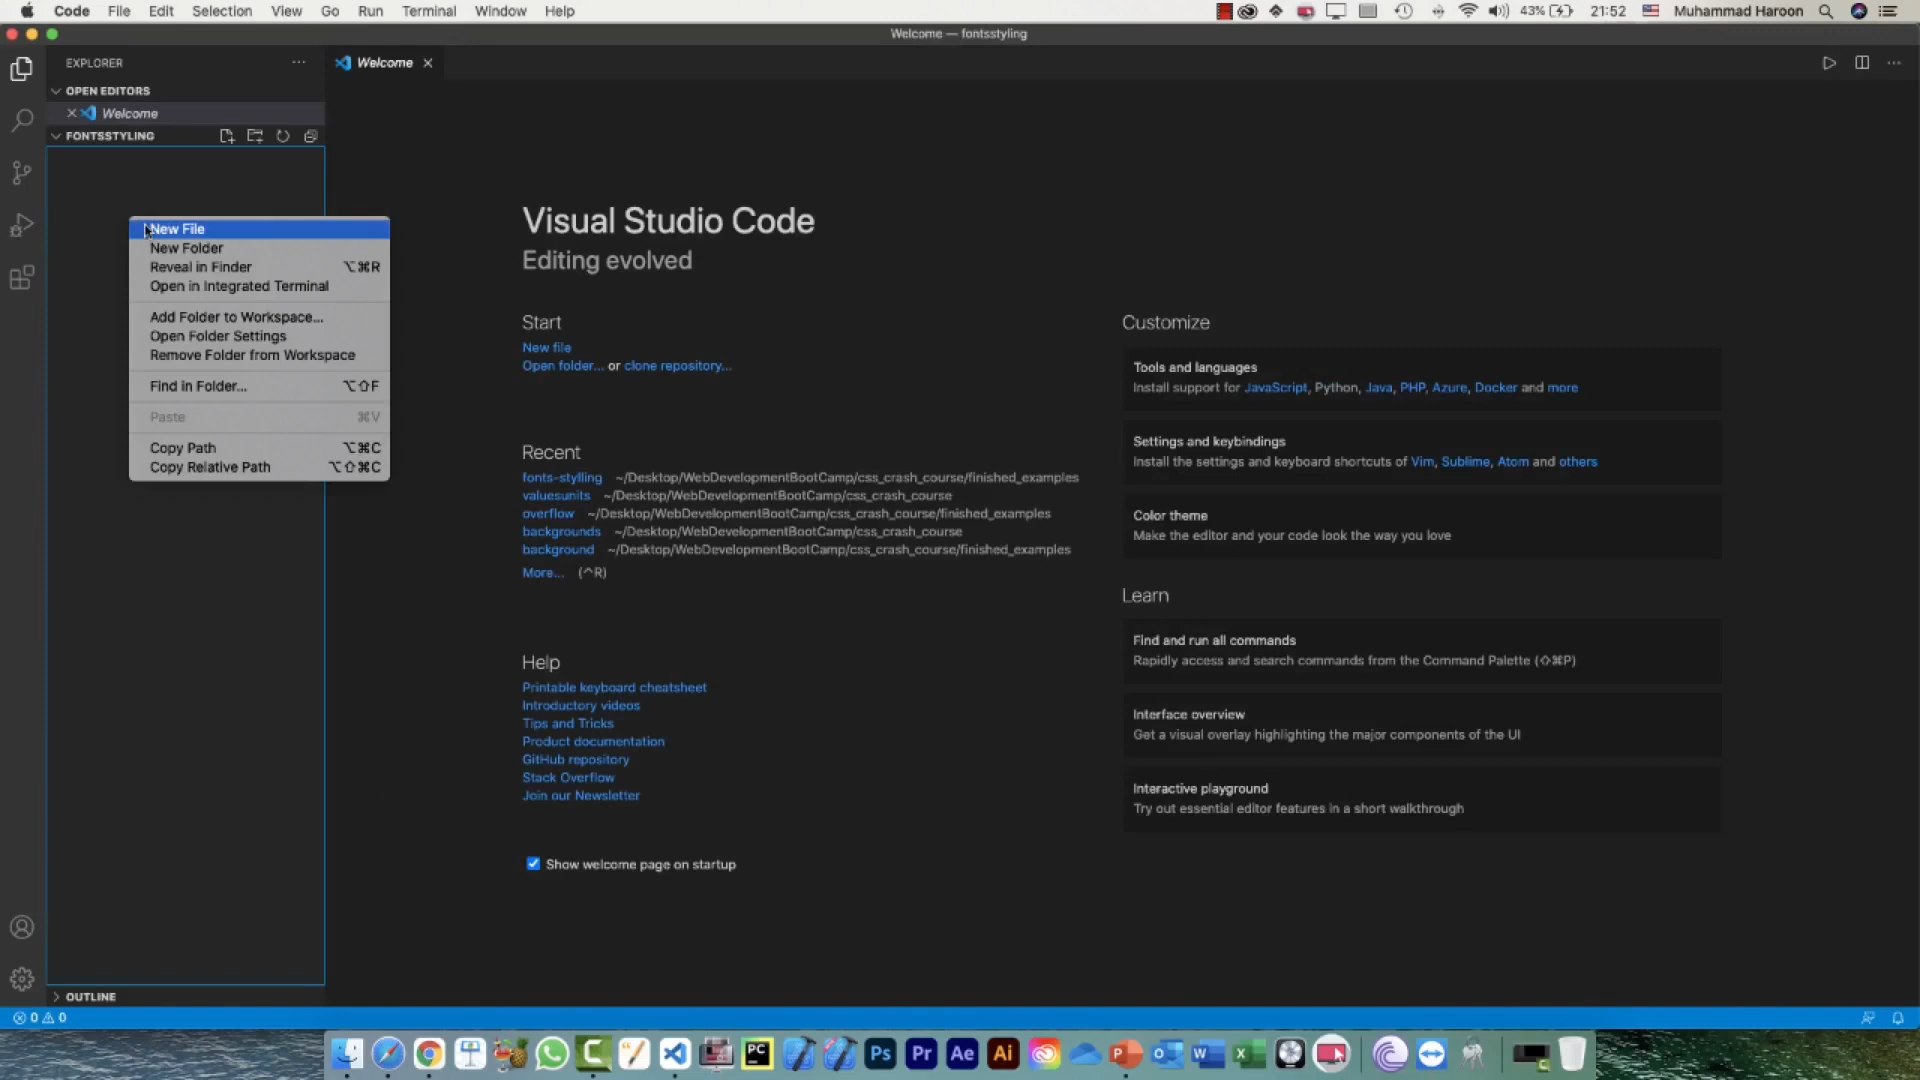 Code File Edit Selection View Go Run Terminal Window Help 43% 21:52 Muhammad Haroon
Welcome — fontsstyling
EXPLORER
Welcome
OPEN EDITORS
Welcome
FONTSSTYLING
New File
New Folder
Reveal in Finder ⌥⌘R
Open in Integrated Terminal
Add Folder to Workspace...
Open Folder Settings
Remove Folder from Workspace
Find in Folder... ⌥⇧F
Paste ⌘V
Copy Path ⌥⌘C
Copy Relative Path ⌥⇧⌘C
Visual Studio Code
Editing evolved
Start
New file
Open folder... or clone repository...
Recent
fonts-stylling ~/Desktop/WebDevelopmentBootCamp/css_crash_course/finished_examples
valuesunits ~/Desktop/WebDevelopmentBootCamp/css_crash_course
overflow ~/Desktop/WebDevelopmentBootCamp/css_crash_course/finished_examples
backgrounds ~/Desktop/WebDevelopmentBootCamp/css_crash_course
background ~/Desktop/WebDevelopmentBootCamp/css_crash_course/finished_examples
More... (^R)
Help
Printable keyboard cheatsheet
Introductory videos
Tips and Tricks
Product documentation
GitHub repository
Stack Overflow
Join our Newsletter
Show welcome page on startup
Customize
Tools and languages
Install support for JavaScript, Python, Java, PHP, Azure, Docker and more
Settings and keybindings
Install the settings and keyboard shortcuts of Vim, Sublime, Atom and others
Color theme
Make the editor and your code look the way you love
Learn
Find and run all commands
Rapidly access and search commands from the Command Palette (⇧⌘P)
Interface overview
Get a visual overlay highlighting the major components of the UI
Interactive playground
Try out essential editor features in a short walkthrough
OUTLINE
0 0
PC Ps Pr Ae Ai P O W X